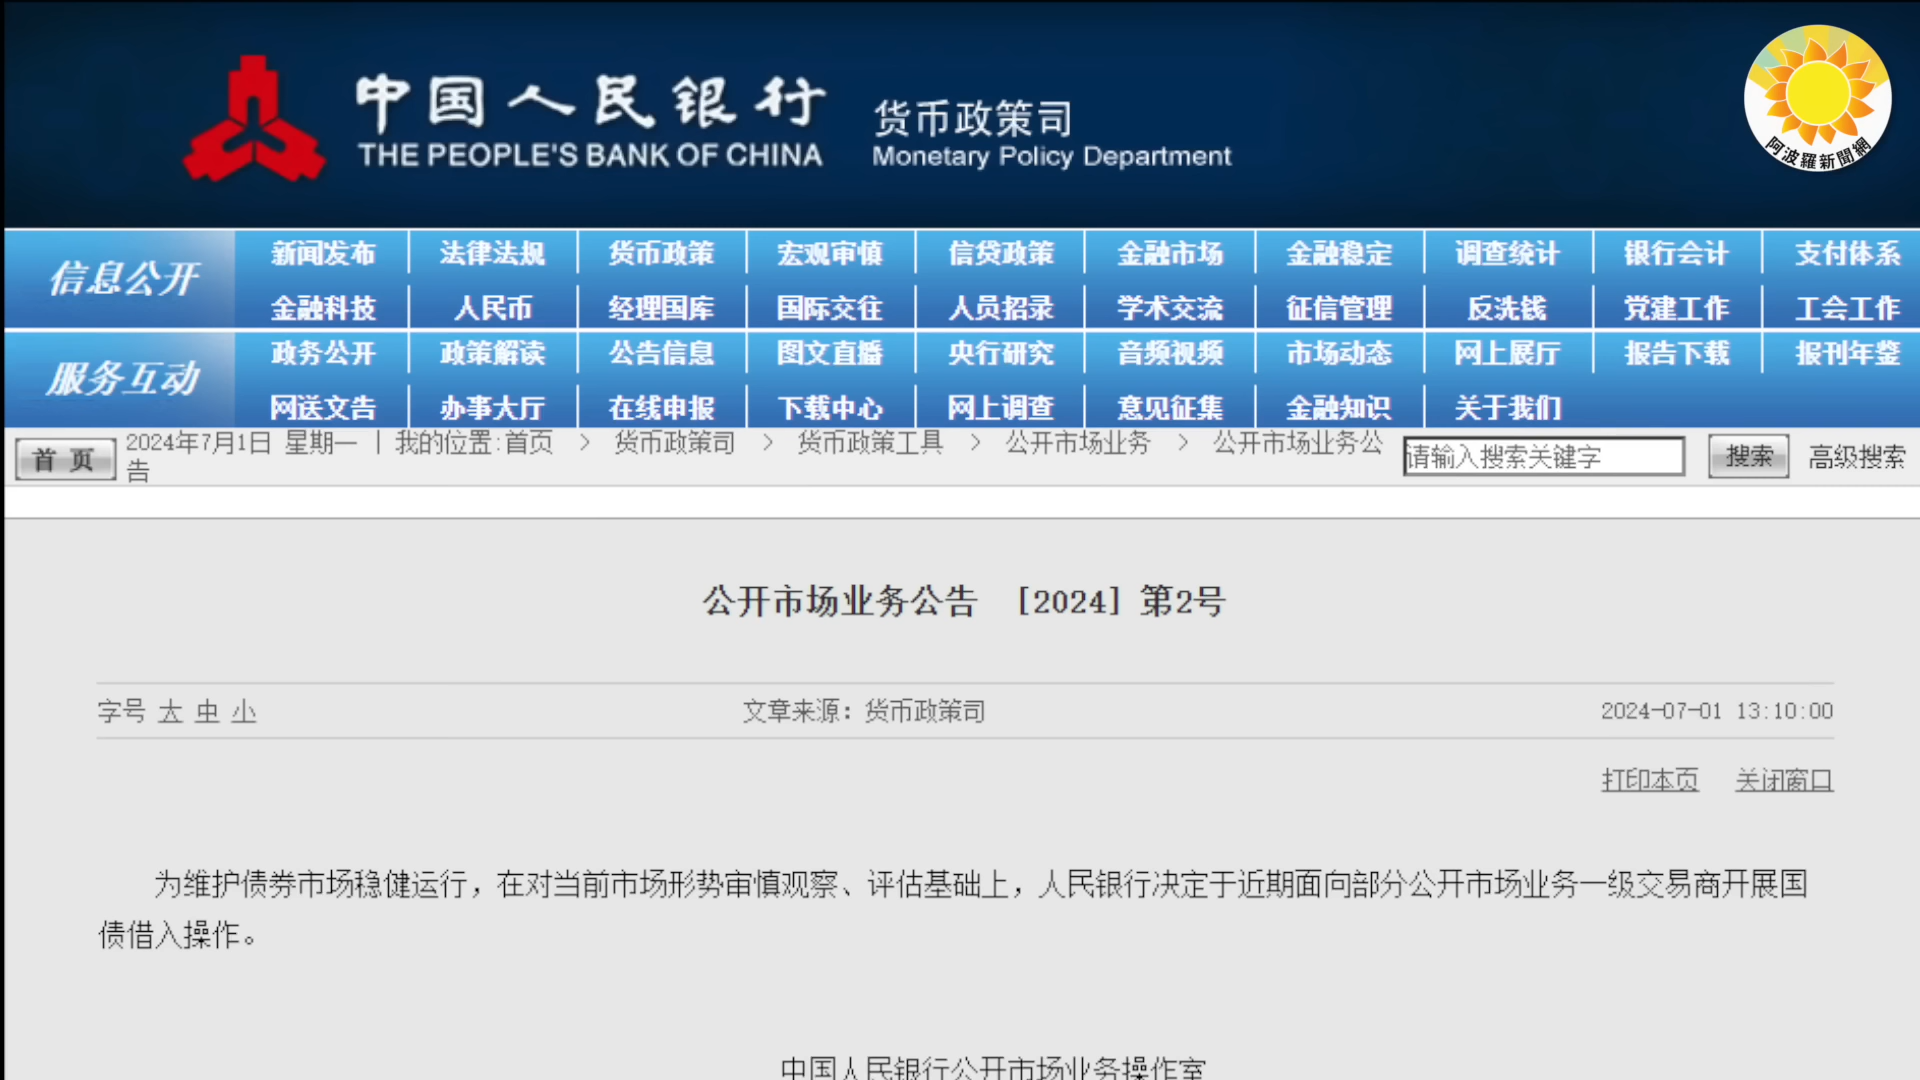 中国人民银行
THE PEOPLE'S BANK OF CHINA
货币政策司
Monetary Policy Department
阿波羅新聞網
信息公开
新闻发布 法律法规 货币政策 宏观审慎 信贷政策 金融市场 金融稳定 调查统计 银行会计 支付体系
金融科技 人民币 经理国库 国际交往 人员招录 学术交流 征信管理 反洗钱 党建工作 工会工作
服务互动
政务公开 政策解读 公告信息 图文直播 央行研究 音频视频 市场动态 网上展厅 报告下载 报刊年鉴
网送文告 办事大厅 在线申报 下载中心 网上调查 意见征集 金融知识 关于我们
首 页
2024年7月1日 星期一 | 我的位置:首页 > 货币政策司 > 货币政策工具 > 公开市场业务 > 公开市场业务公
告
请输入搜索关键字 搜索 高级搜索
公开市场业务公告 [2024] 第2号
字号 大 中 小 文章来源：货币政策司 2024-07-01 13:10:00
打印本页 关闭窗口
为维护债券市场稳健运行，在对当前市场形势审慎观察、评估基础上，人民银行决定于近期面向部分公开市场业务一级交易商开展国
债借入操作。
中国人民银行公开市场业务操作室